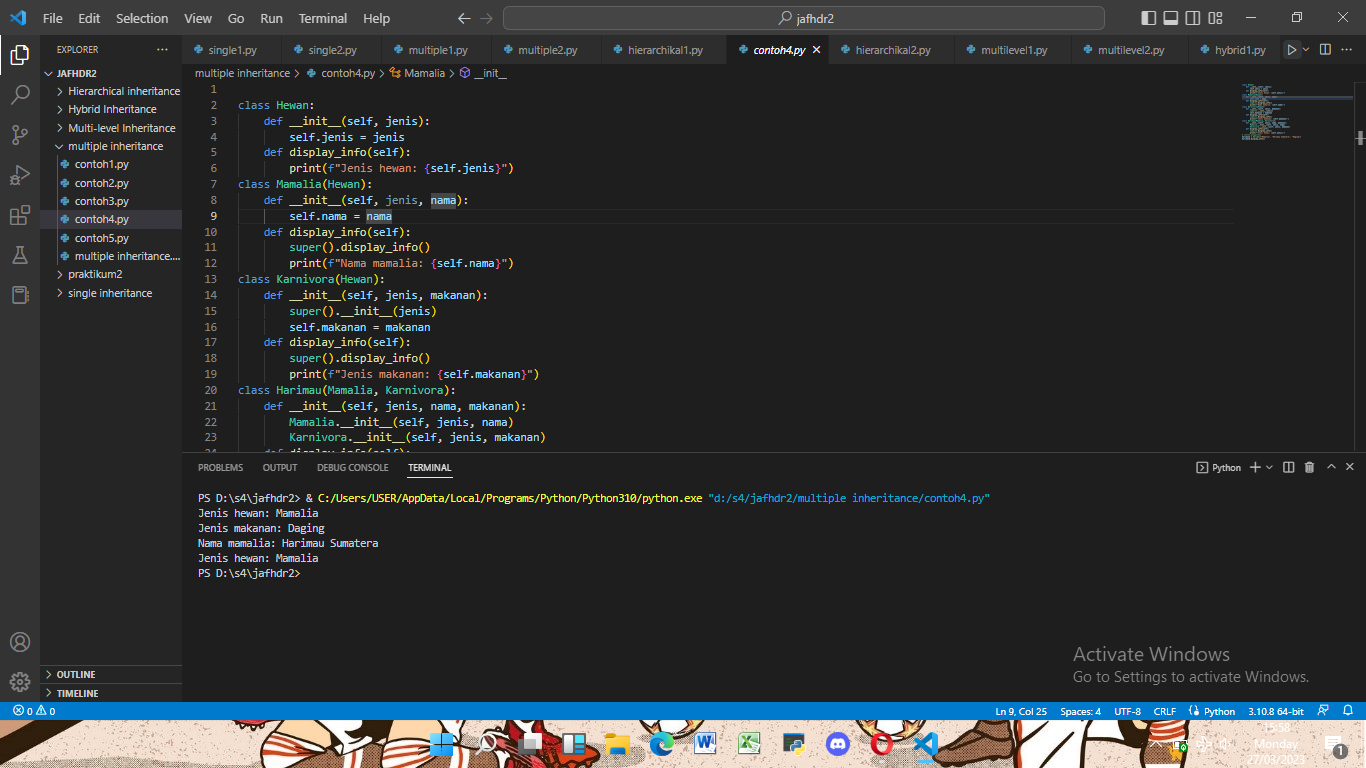 File Edit Selection View Go Run Terminal Help
jafhdr2
EXPLORER
single1.py single2.py multiple1.py multiple2.py hierarchikal1.py contoh4.py hierarchikal2.py multilevel1.py multilevel2.py hybrid1.py
JAFHDR2
Hierarchical inheritance
Hybrid Inheritance
Multi-level Inheritance
multiple inheritance
contoh1.py
contoh2.py
contoh3.py
contoh4.py
contoh5.py
multiple inheritance....
praktikum2
single inheritance
OUTLINE
TIMELINE
multiple inheritance > contoh4.py > Mamalia > __init__
1
2 class Hewan:
3 def __init__(self, jenis):
4 self.jenis = jenis
5 def display_info(self):
6 print(f"Jenis hewan: {self.jenis}")
7 class Mamalia(Hewan):
8 def __init__(self, jenis, nama):
9 self.nama = nama
10 def display_info(self):
11 super().display_info()
12 print(f"Nama mamalia: {self.nama}")
13 class Karnivora(Hewan):
14 def __init__(self, jenis, makanan):
15 super().__init__(jenis)
16 self.makanan = makanan
17 def display_info(self):
18 super().display_info()
19 print(f"Jenis makanan: {self.makanan}")
20 class Harimau(Mamalia, Karnivora):
21 def __init__(self, jenis, nama, makanan):
22 Mamalia.__init__(self, jenis, nama)
23 Karnivora.__init__(self, jenis, makanan)
24 def display_info(self):
PROBLEMS OUTPUT DEBUG CONSOLE TERMINAL
Python
PS D:\s4\jafhdr2> & C:/Users/USER/AppData/Local/Programs/Python/Python310/python.exe "d:/s4/jafhdr2/multiple inheritance/contoh4.py"
Jenis hewan: Mamalia
Jenis makanan: Daging
Nama mamalia: Harimau Sumatera
Jenis hewan: Mamalia
PS D:\s4\jafhdr2>
Activate Windows
Go to Settings to activate Windows.
0 0
Ln 9, Col 25 Spaces: 4 UTF-8 CRLF Python 3.10.8 64-bit
15:58
Monday
27/03/2023
1